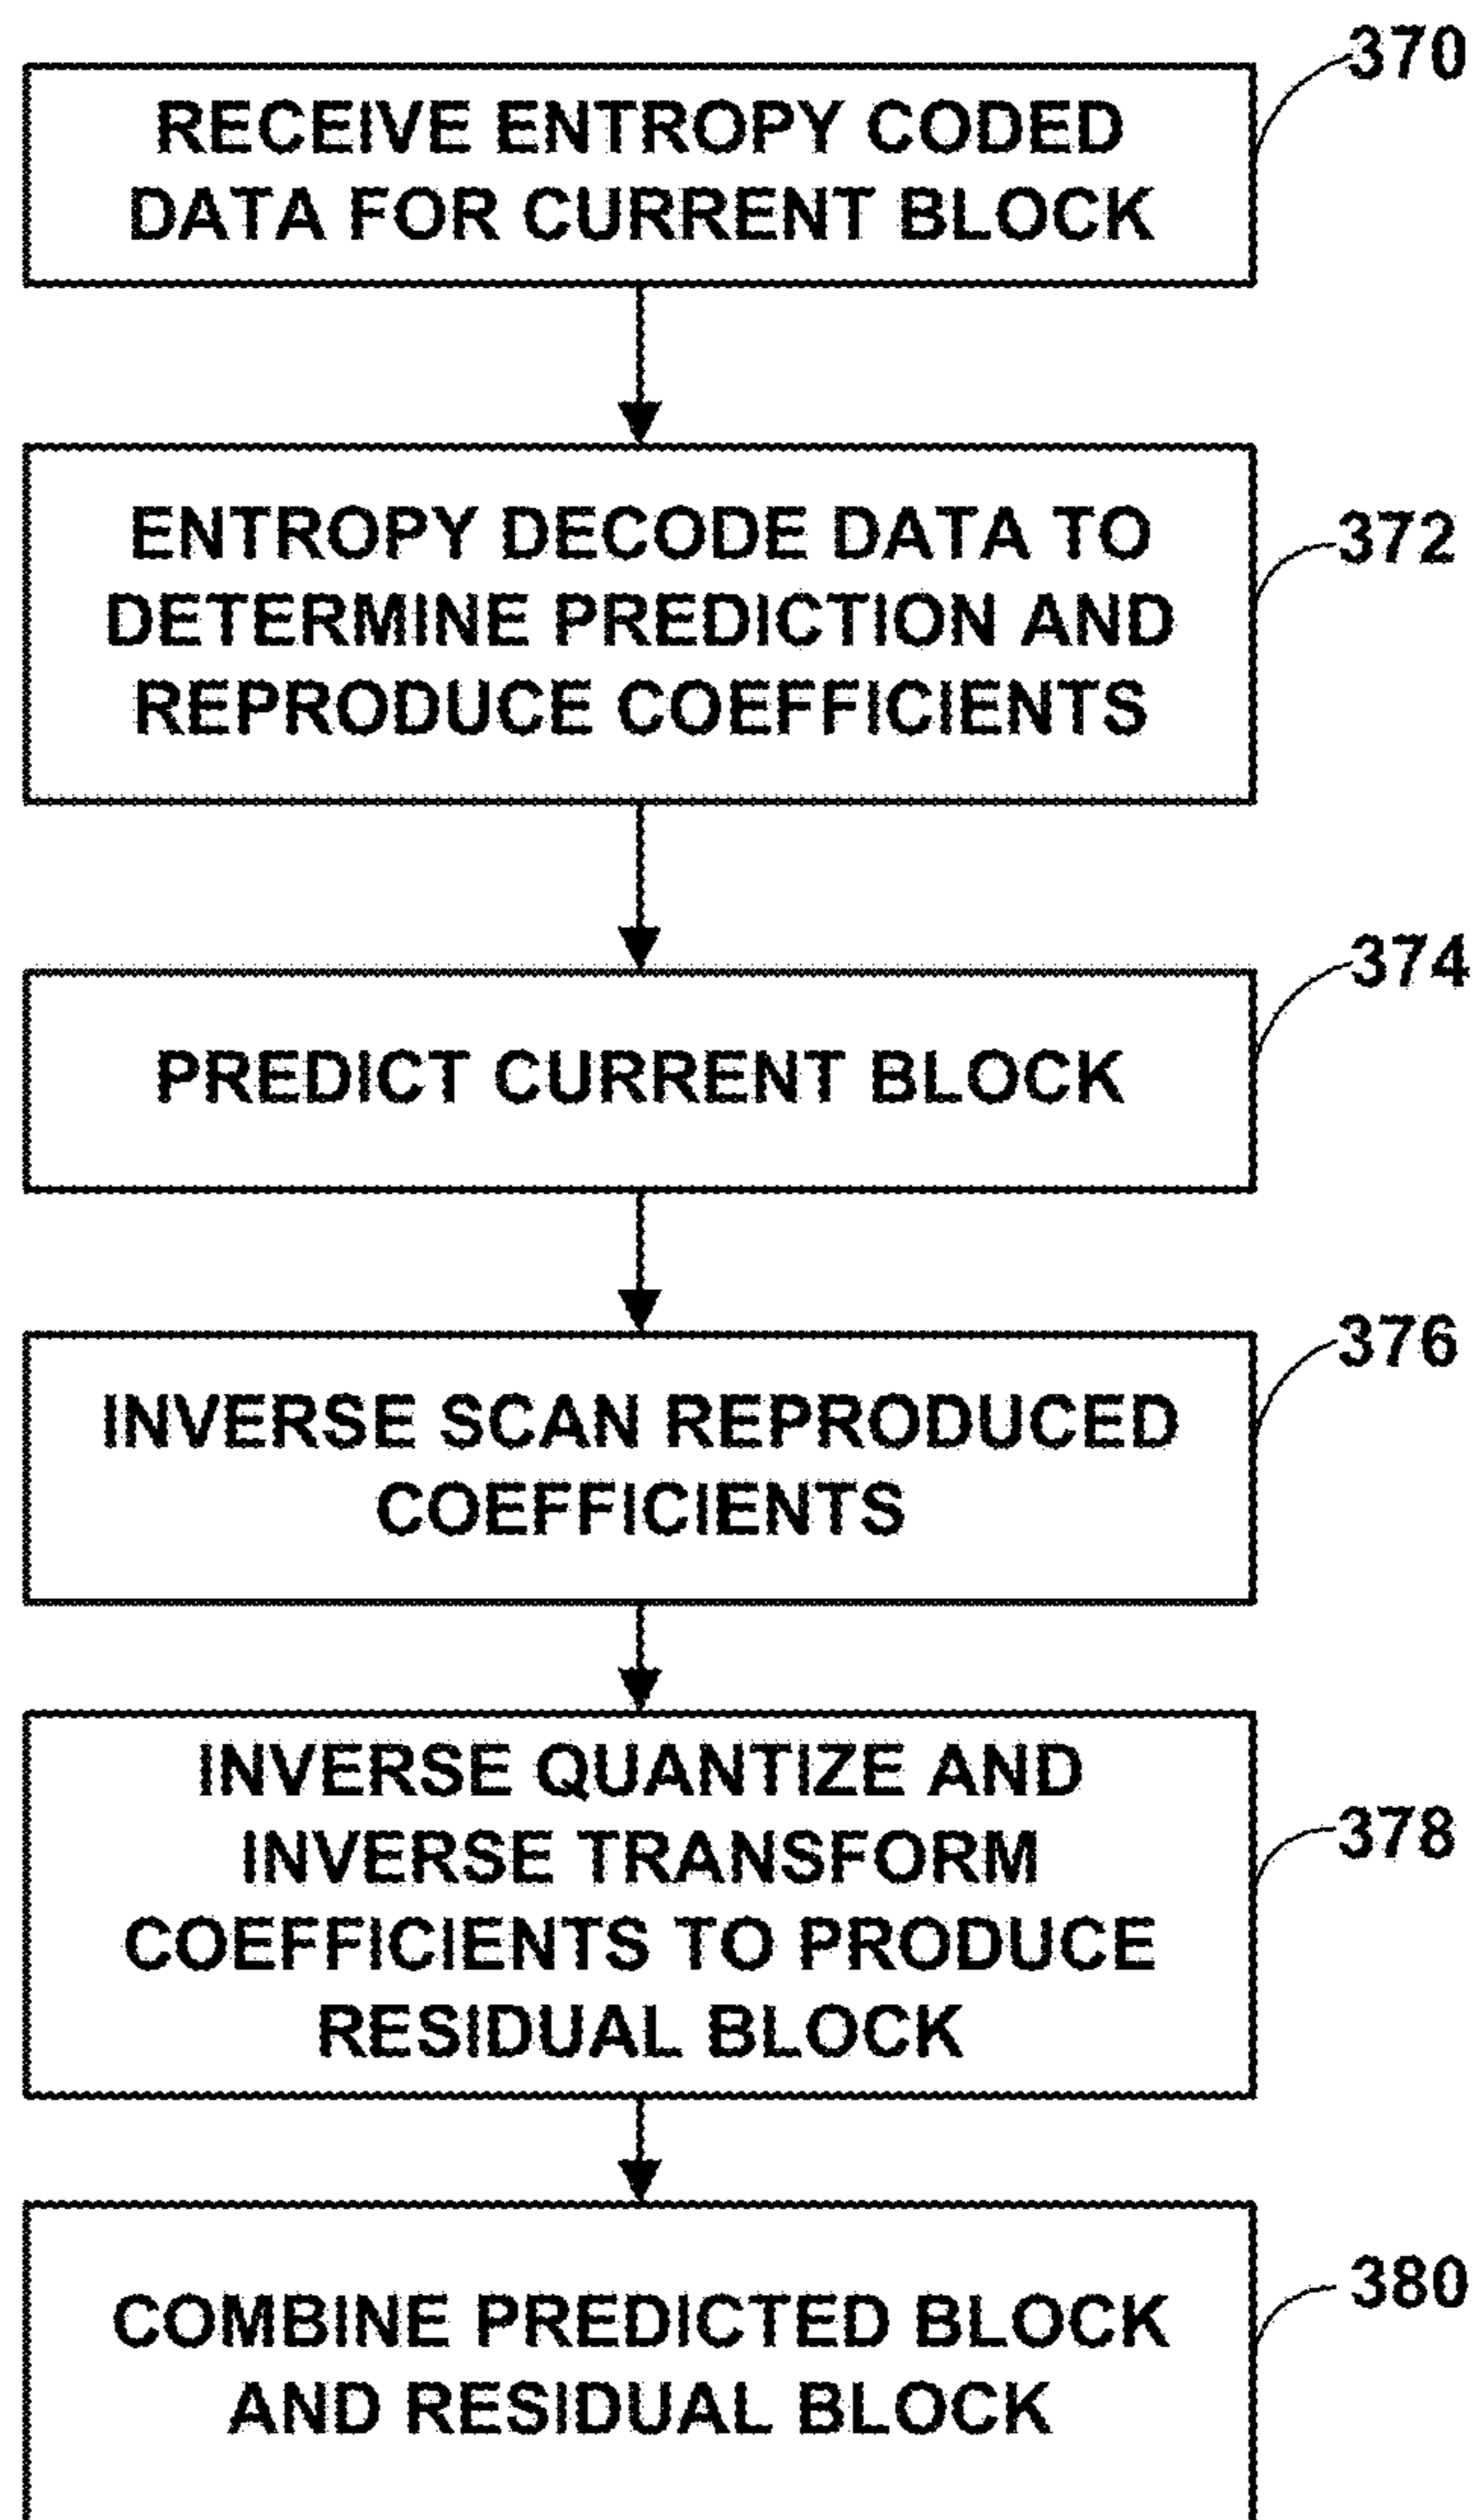 370
RECEIVE ENTROPY CODED
DATA FOR CURRENT BLOCK
ENTROPY DECODE DATA TO
372
DETERMINE PREDICTION AND
REPRODUCE COEFFICIENTS
374
PREDICT CURRENT BLOCK
376
INVERSE SCAN REPRODUCED
COEFFICIENTS
INVERSE QUANTIZE AND
378
INVERSE TRANSFORM
COEFFICIENTS TO PRODUCE
RESIDUAL BLOCK
380
COMBINE PREDICTED BLOCK
AND RESIDUAL BLOCK